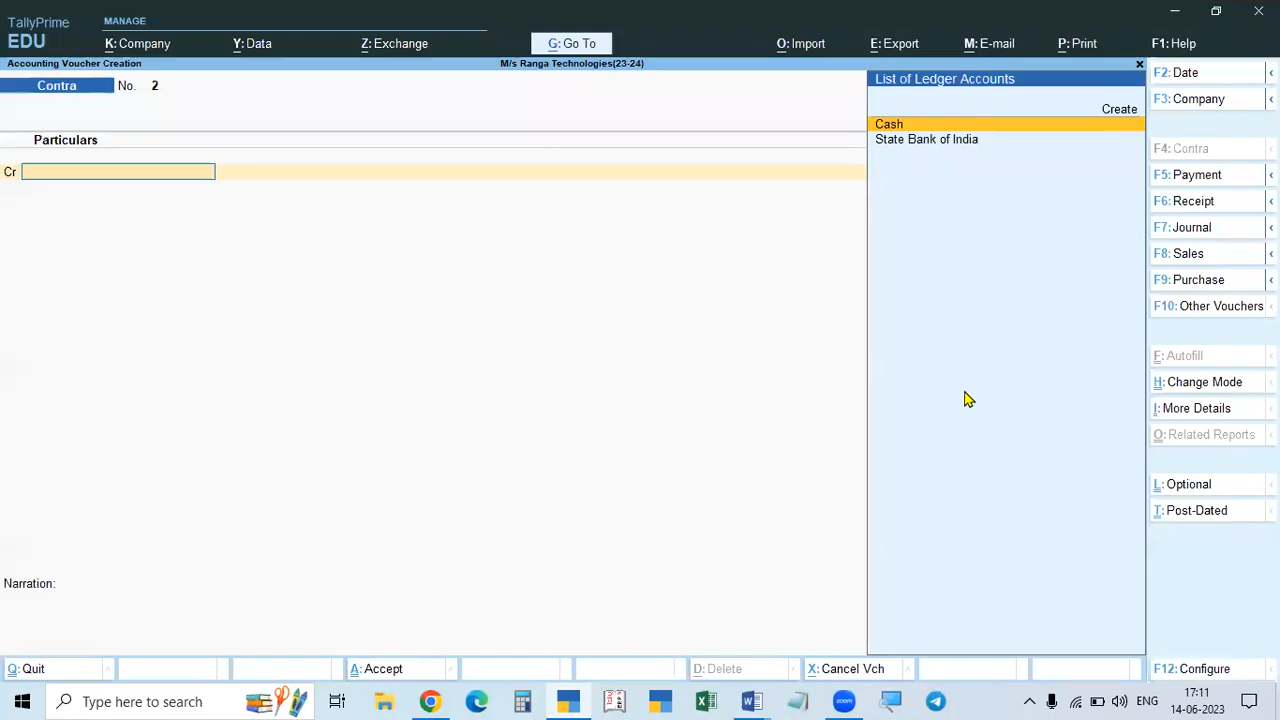 TallyPrime
EDU
MANAGE
K: Company
Y: Data
Z: Exchange
G: Go To
O: Import
E: Export
M: E-mail
P: Print
F1: Help
Accounting Voucher Creation
M/s Ranga Technologies(23-24)
Contra No. 2
Particulars
Cr
Narration:
List of Ledger Accounts
Create
Cash
State Bank of India
F2: Date
F3: Company
F4: Contra
F5: Payment
F6: Receipt
F7: Journal
F8: Sales
F9: Purchase
F10: Other Vouchers
F: Autofill
H: Change Mode
I: More Details
O: Related Reports
L: Optional
T: Post-Dated
Q: Quit
A: Accept
D: Delete
X: Cancel Vch
F12: Configure
Type here to search
zoom
ENG
17:11
14-06-2023